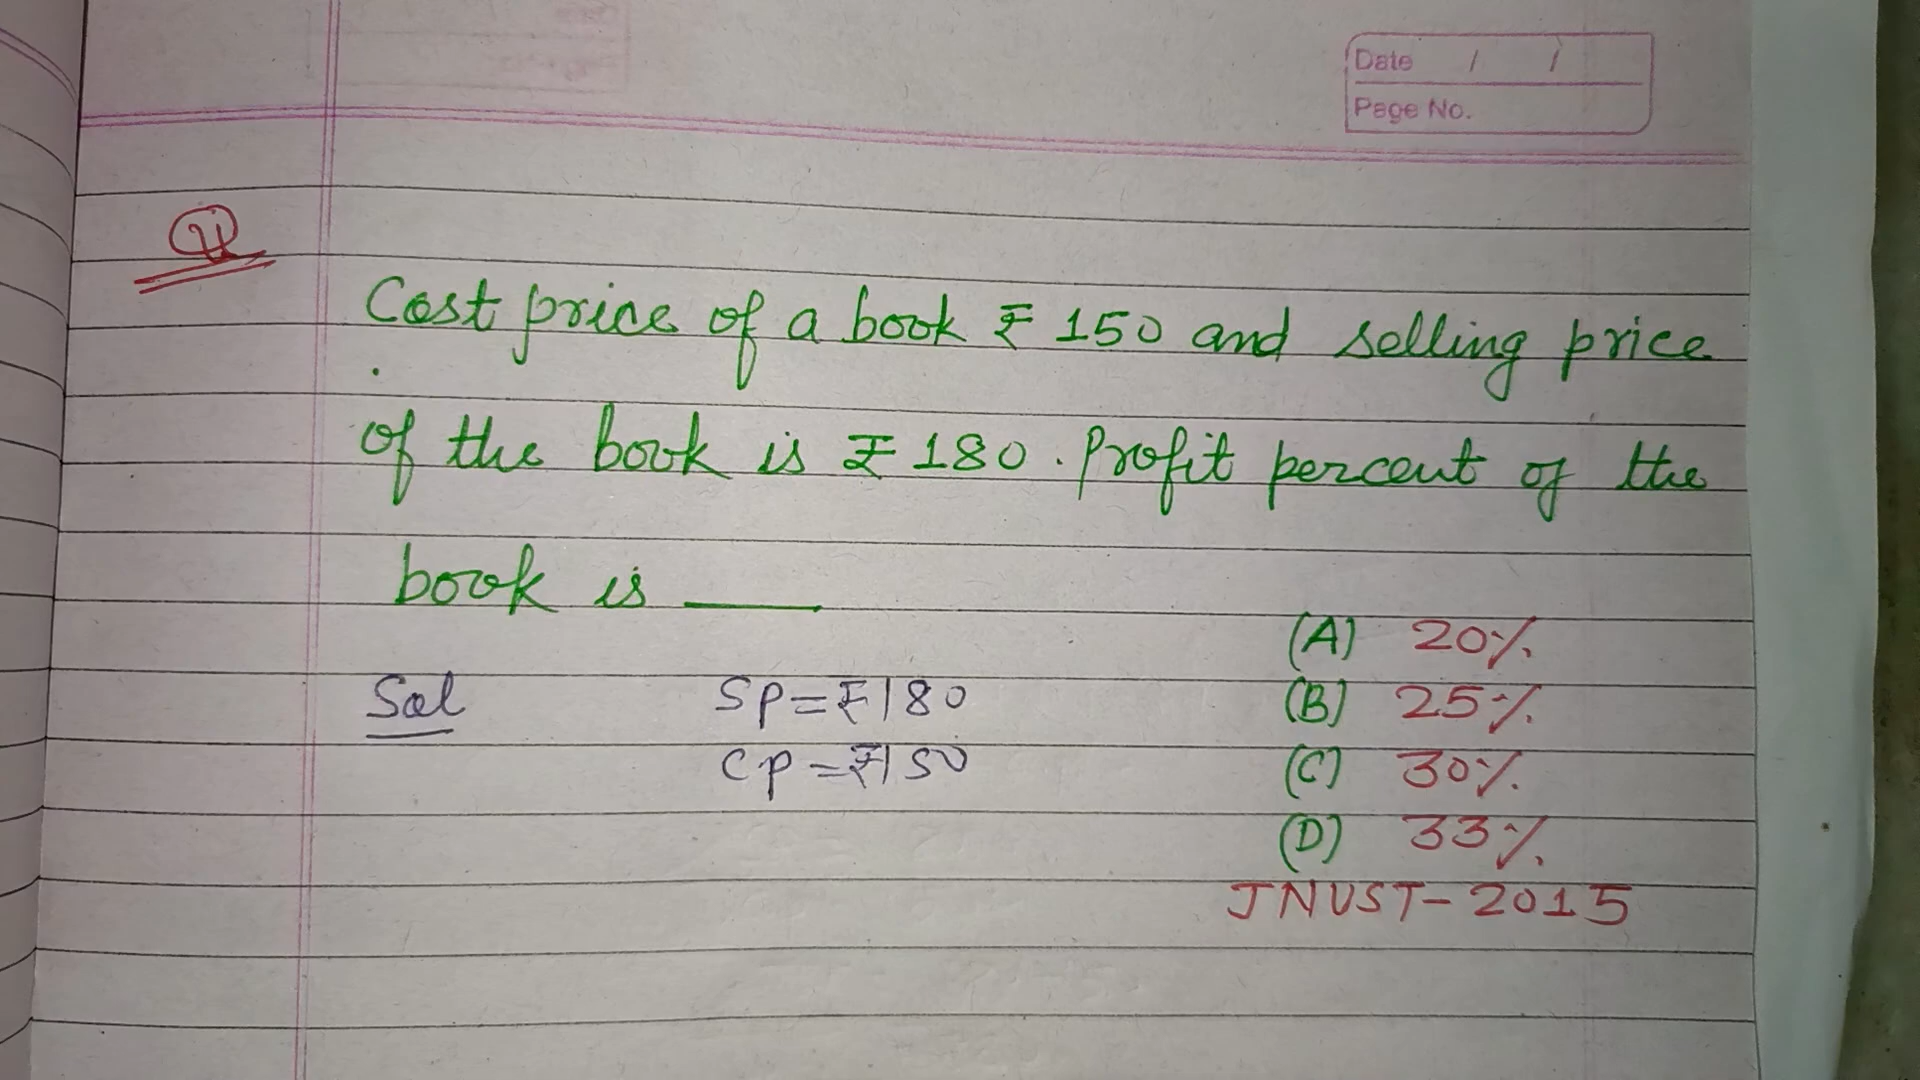 Date / /
Page No.
Q
Cost price of a book ₹ 150 and selling price
of the book is ₹ 180. Profit percent of the
book is ____
(A) 20%
Sol SP=₹180 (B) 25%
CP=₹150 (C) 30%
(D) 33%
JNVST-2015